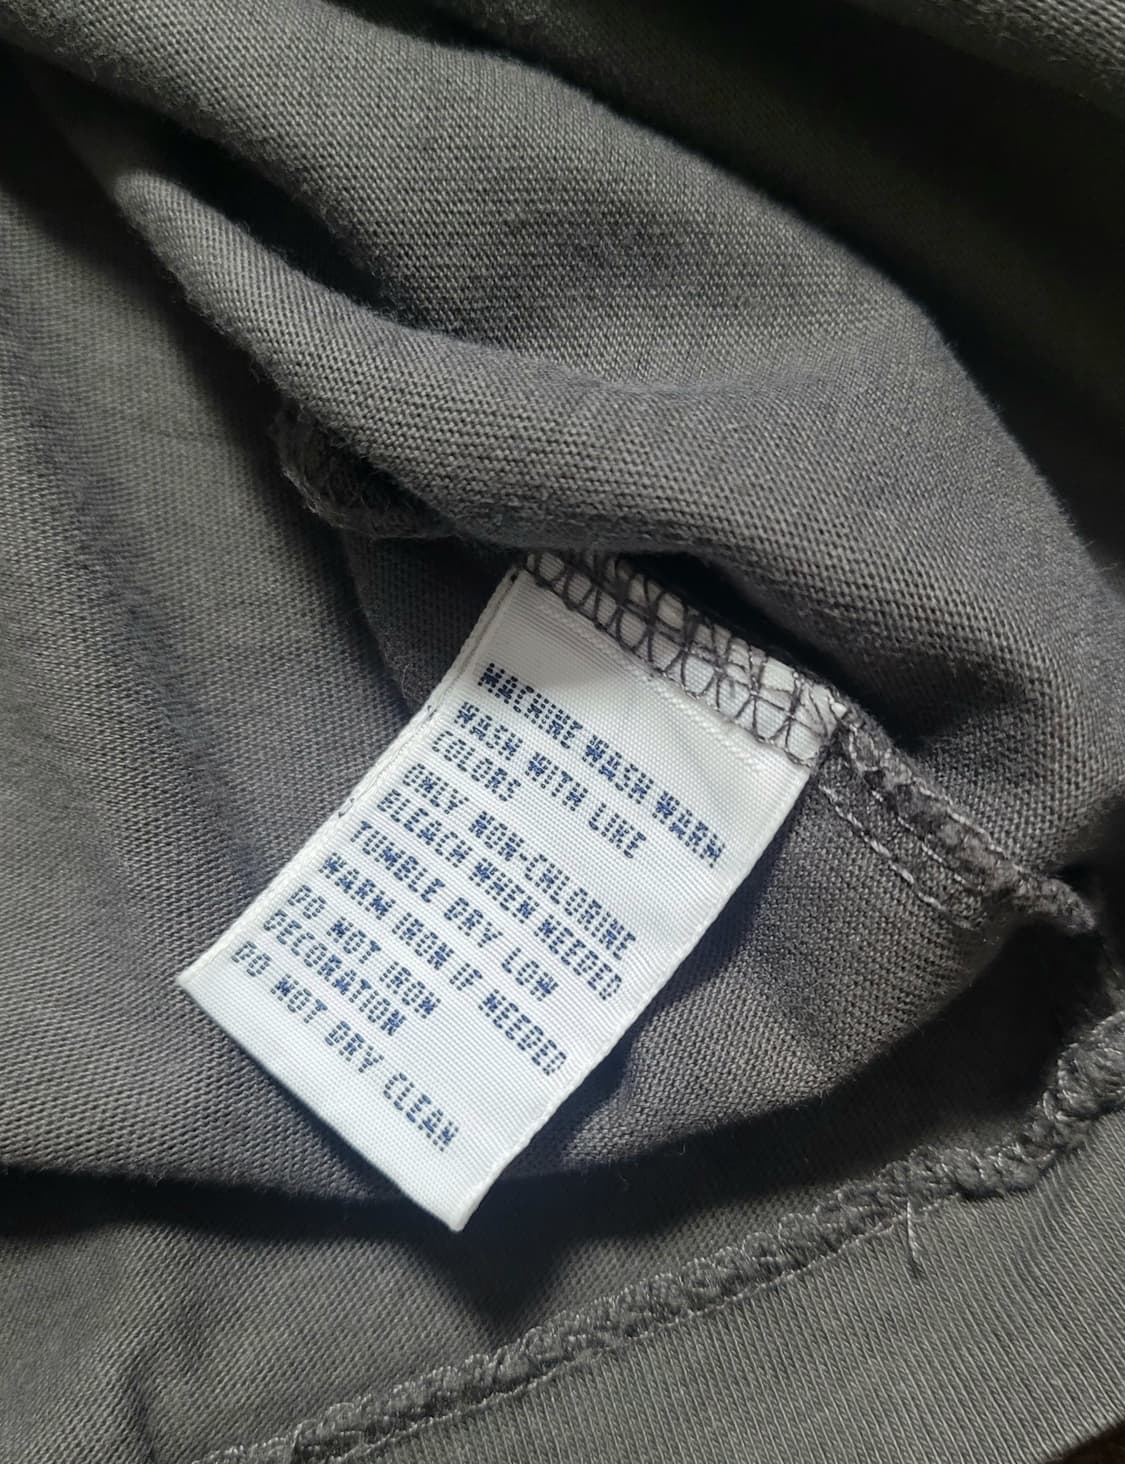 MACHINE WASH WARM
WASH WITH LIKE
COLORS
ONLY NON-CHLORINE
BLEACH WHEN NEEDED
TUMBLE DRY LOW
WARM IRON IF NEEDED
DO NOT IRON
DECORATION
DO NOT DRY CLEAN